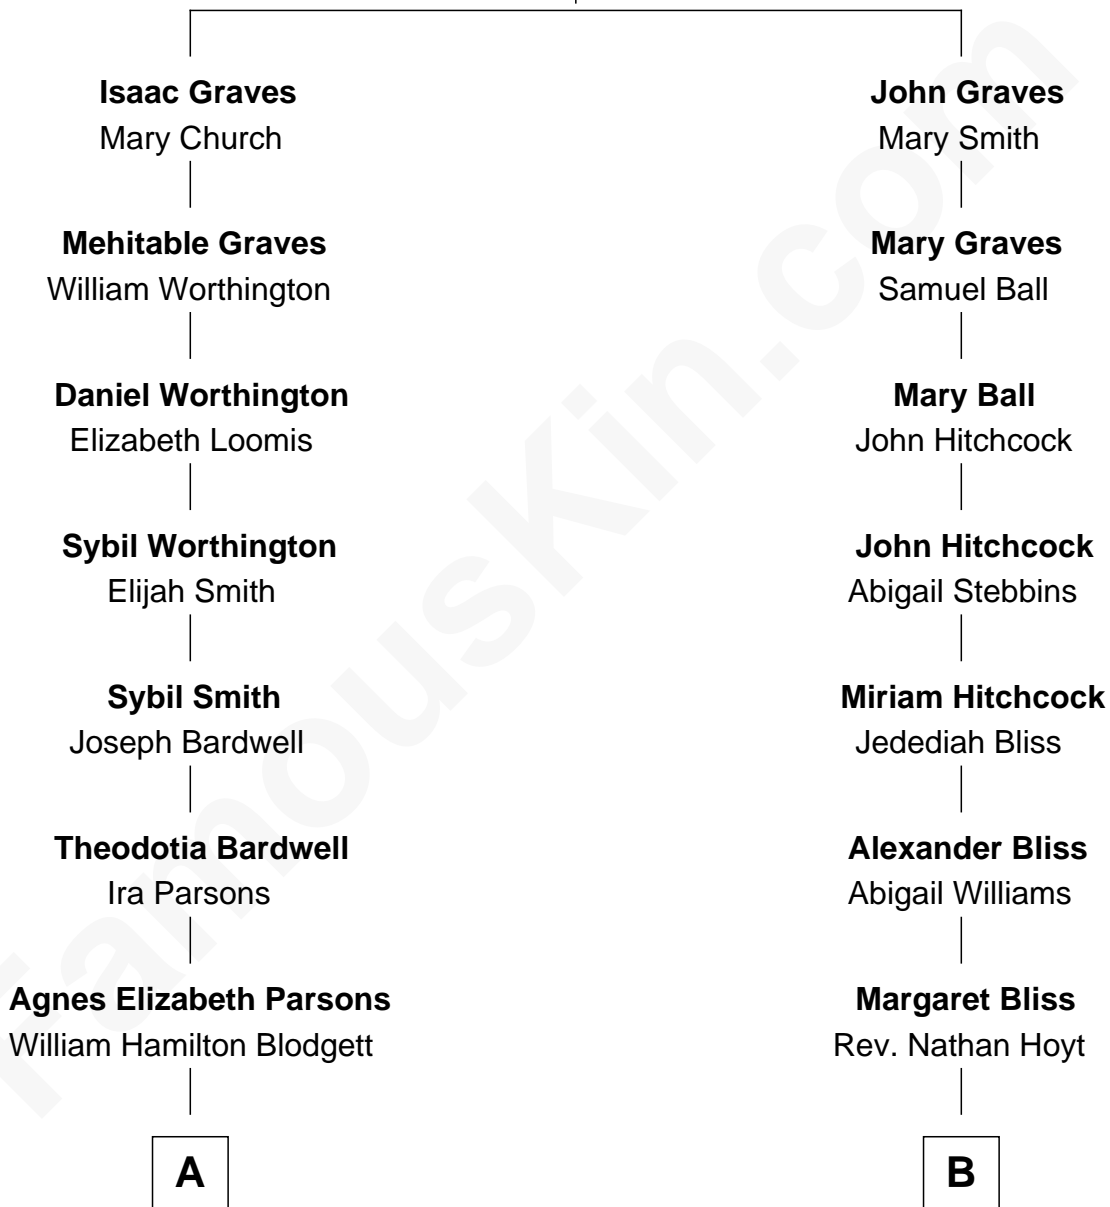 Isaac Graves
Mary Church
John Graves
Mary Smith
Mehitable Graves
William Worthington
Mary Graves
Samuel Ball
Daniel Worthington
Elizabeth Loomis
Mary Ball
John Hitchcock
Sybil Worthington
Elijah Smith
John Hitchcock
Abigail Stebbins
Sybil Smith
Joseph Bardwell
Miriam Hitchcock
Jedediah Bliss
Theodotia Bardwell
Ira Parsons
Alexander Bliss
Abigail Williams
Agnes Elizabeth Parsons
William Hamilton Blodgett
Margaret Bliss
Rev. Nathan Hoyt
A
B
FamousKin.com